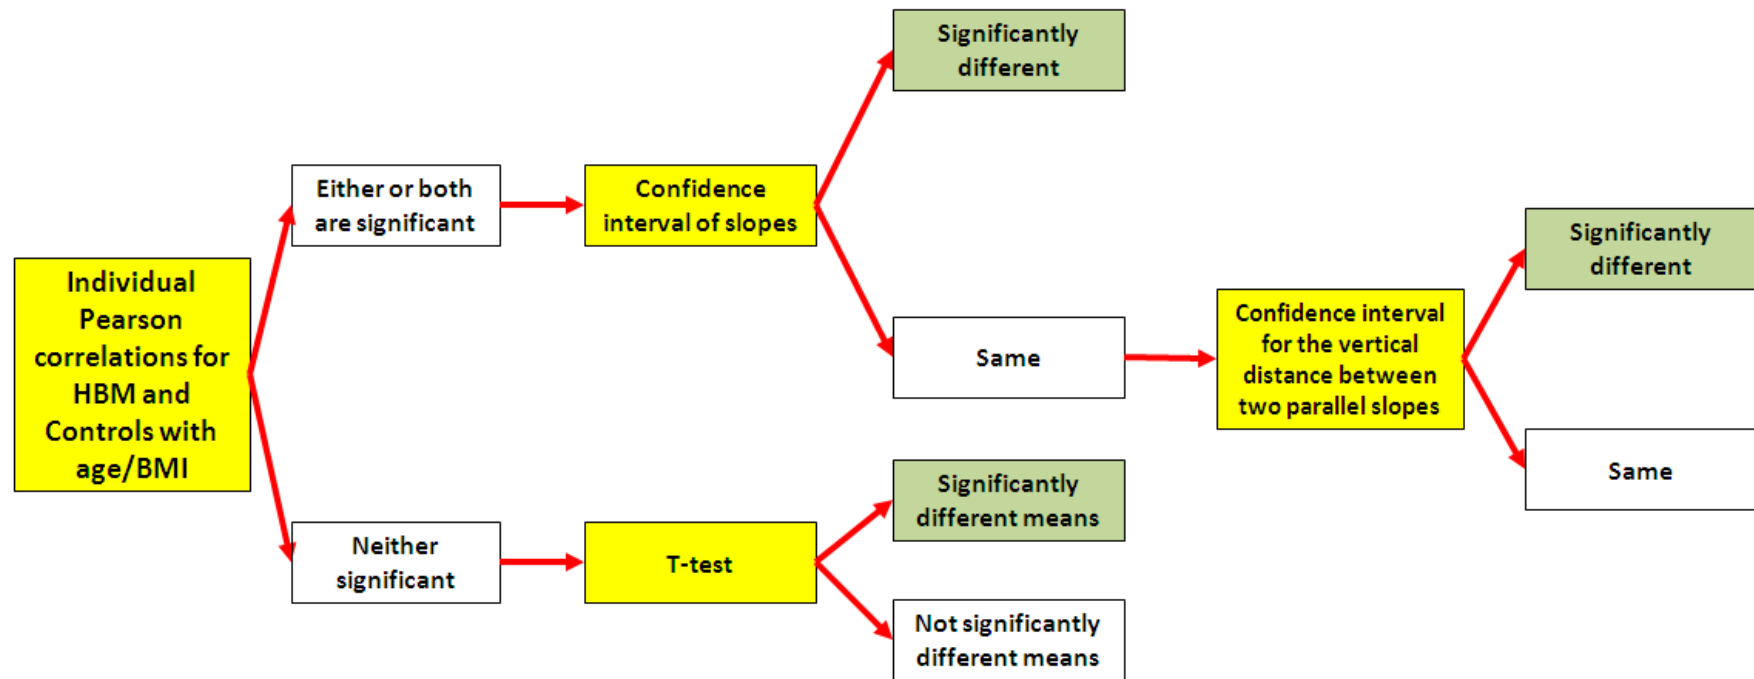 Individual
Pearson
correlations for
HBM and
Controls with
age/BMI
Either or both
are significant
Neither
significant
Confidence
interval of slopes
T-test
Significantly
different
Same
Significantly
different means
Not significantly
different means
Confidence interval
for the vertical
distance between
two parallel slopes
Significantly
different
Same